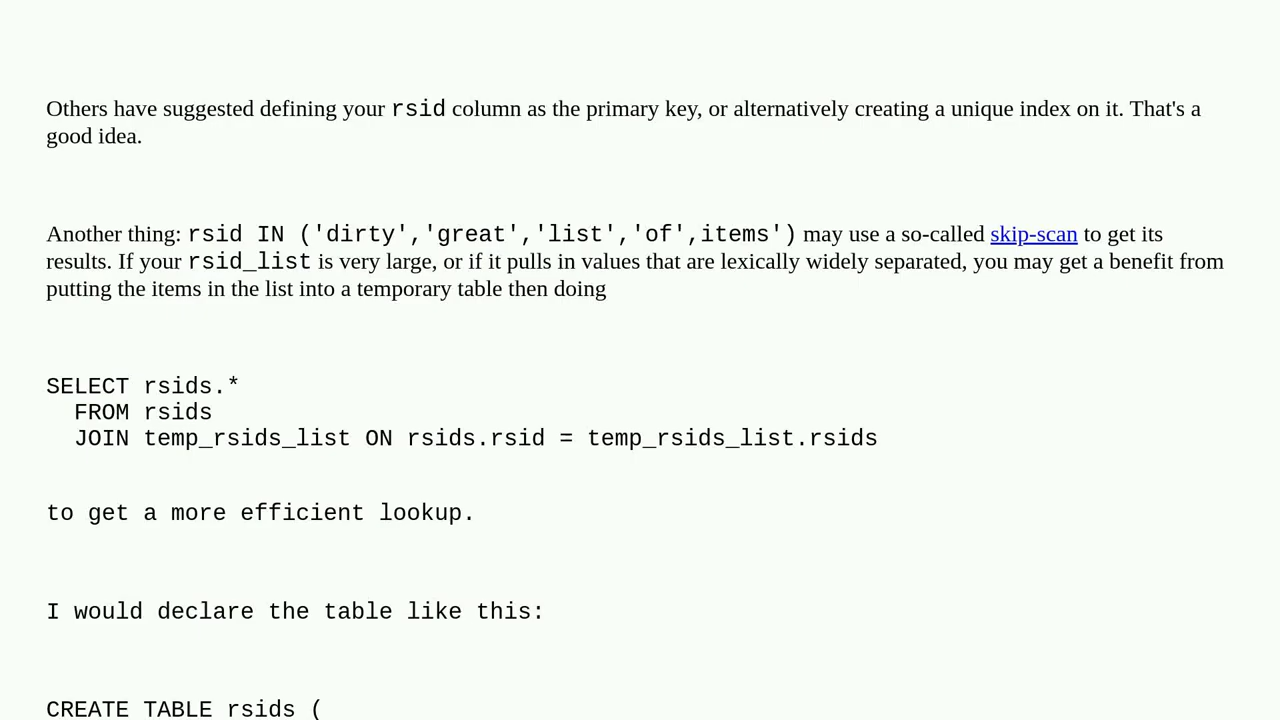 Others have suggested defining your rsid column as the primary key, or alternatively creating a unique index on it. That's a
good idea.
Another thing: rsid IN ('dirty','great','list','of',items') may use a so-called skip-scan to get its
results. If your rsid_list is very large, or if it pulls in values that are lexically widely separated, you may get a benefit from
putting the items in the list into a temporary table then doing
SELECT rsids.*
  FROM rsids
  JOIN temp_rsids_list ON rsids.rsid = temp_rsids_list.rsids
to get a more efficient lookup.
I would declare the table like this:
CREATE TABLE rsids (